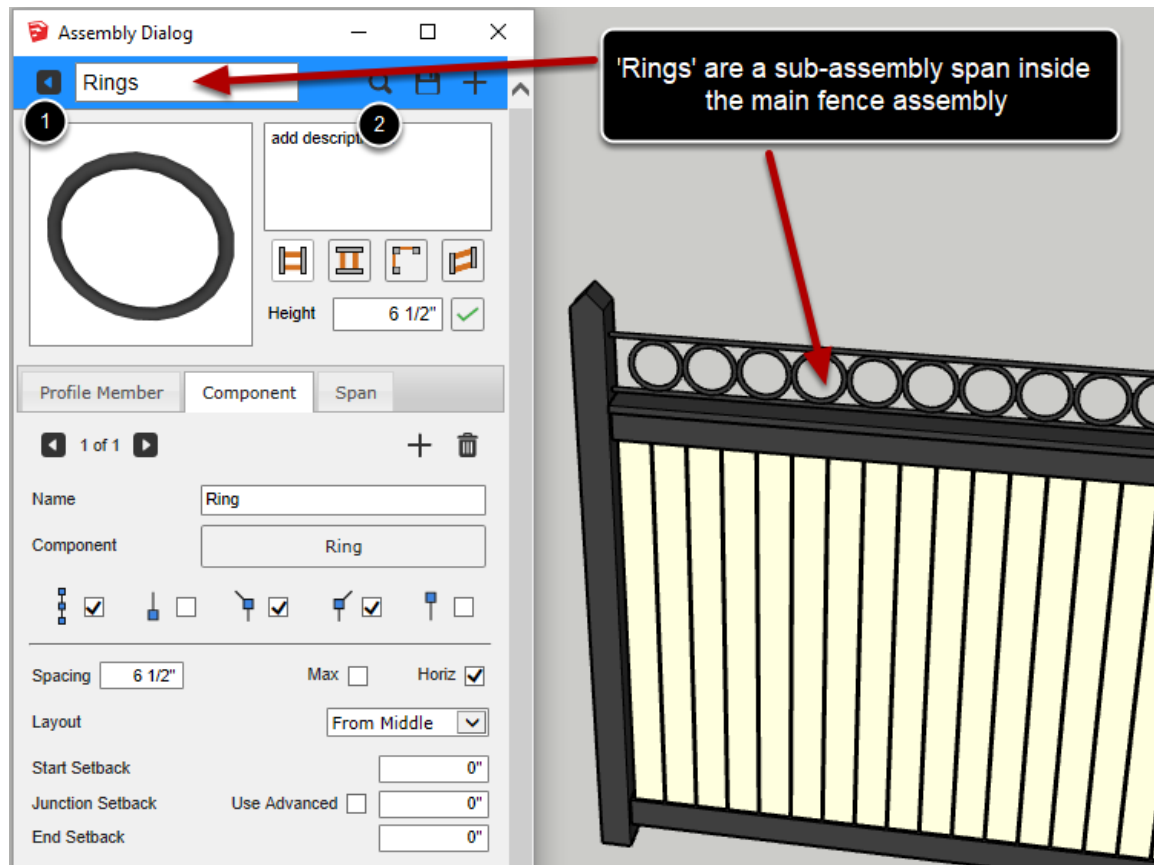 Assembly Dialog
Rings
'Rings' are a sub-assembly span inside
the main fence assembly
1
2
Height
6 1/2"
Profile Member
Component
Span
1 of 1
Name
Ring
Component
Ring
Spacing
6 1/2"
Max
Horiz
Layout
From Middle
Start Setback
0"
Junction Setback
Use Advanced
0"
End Setback
0"